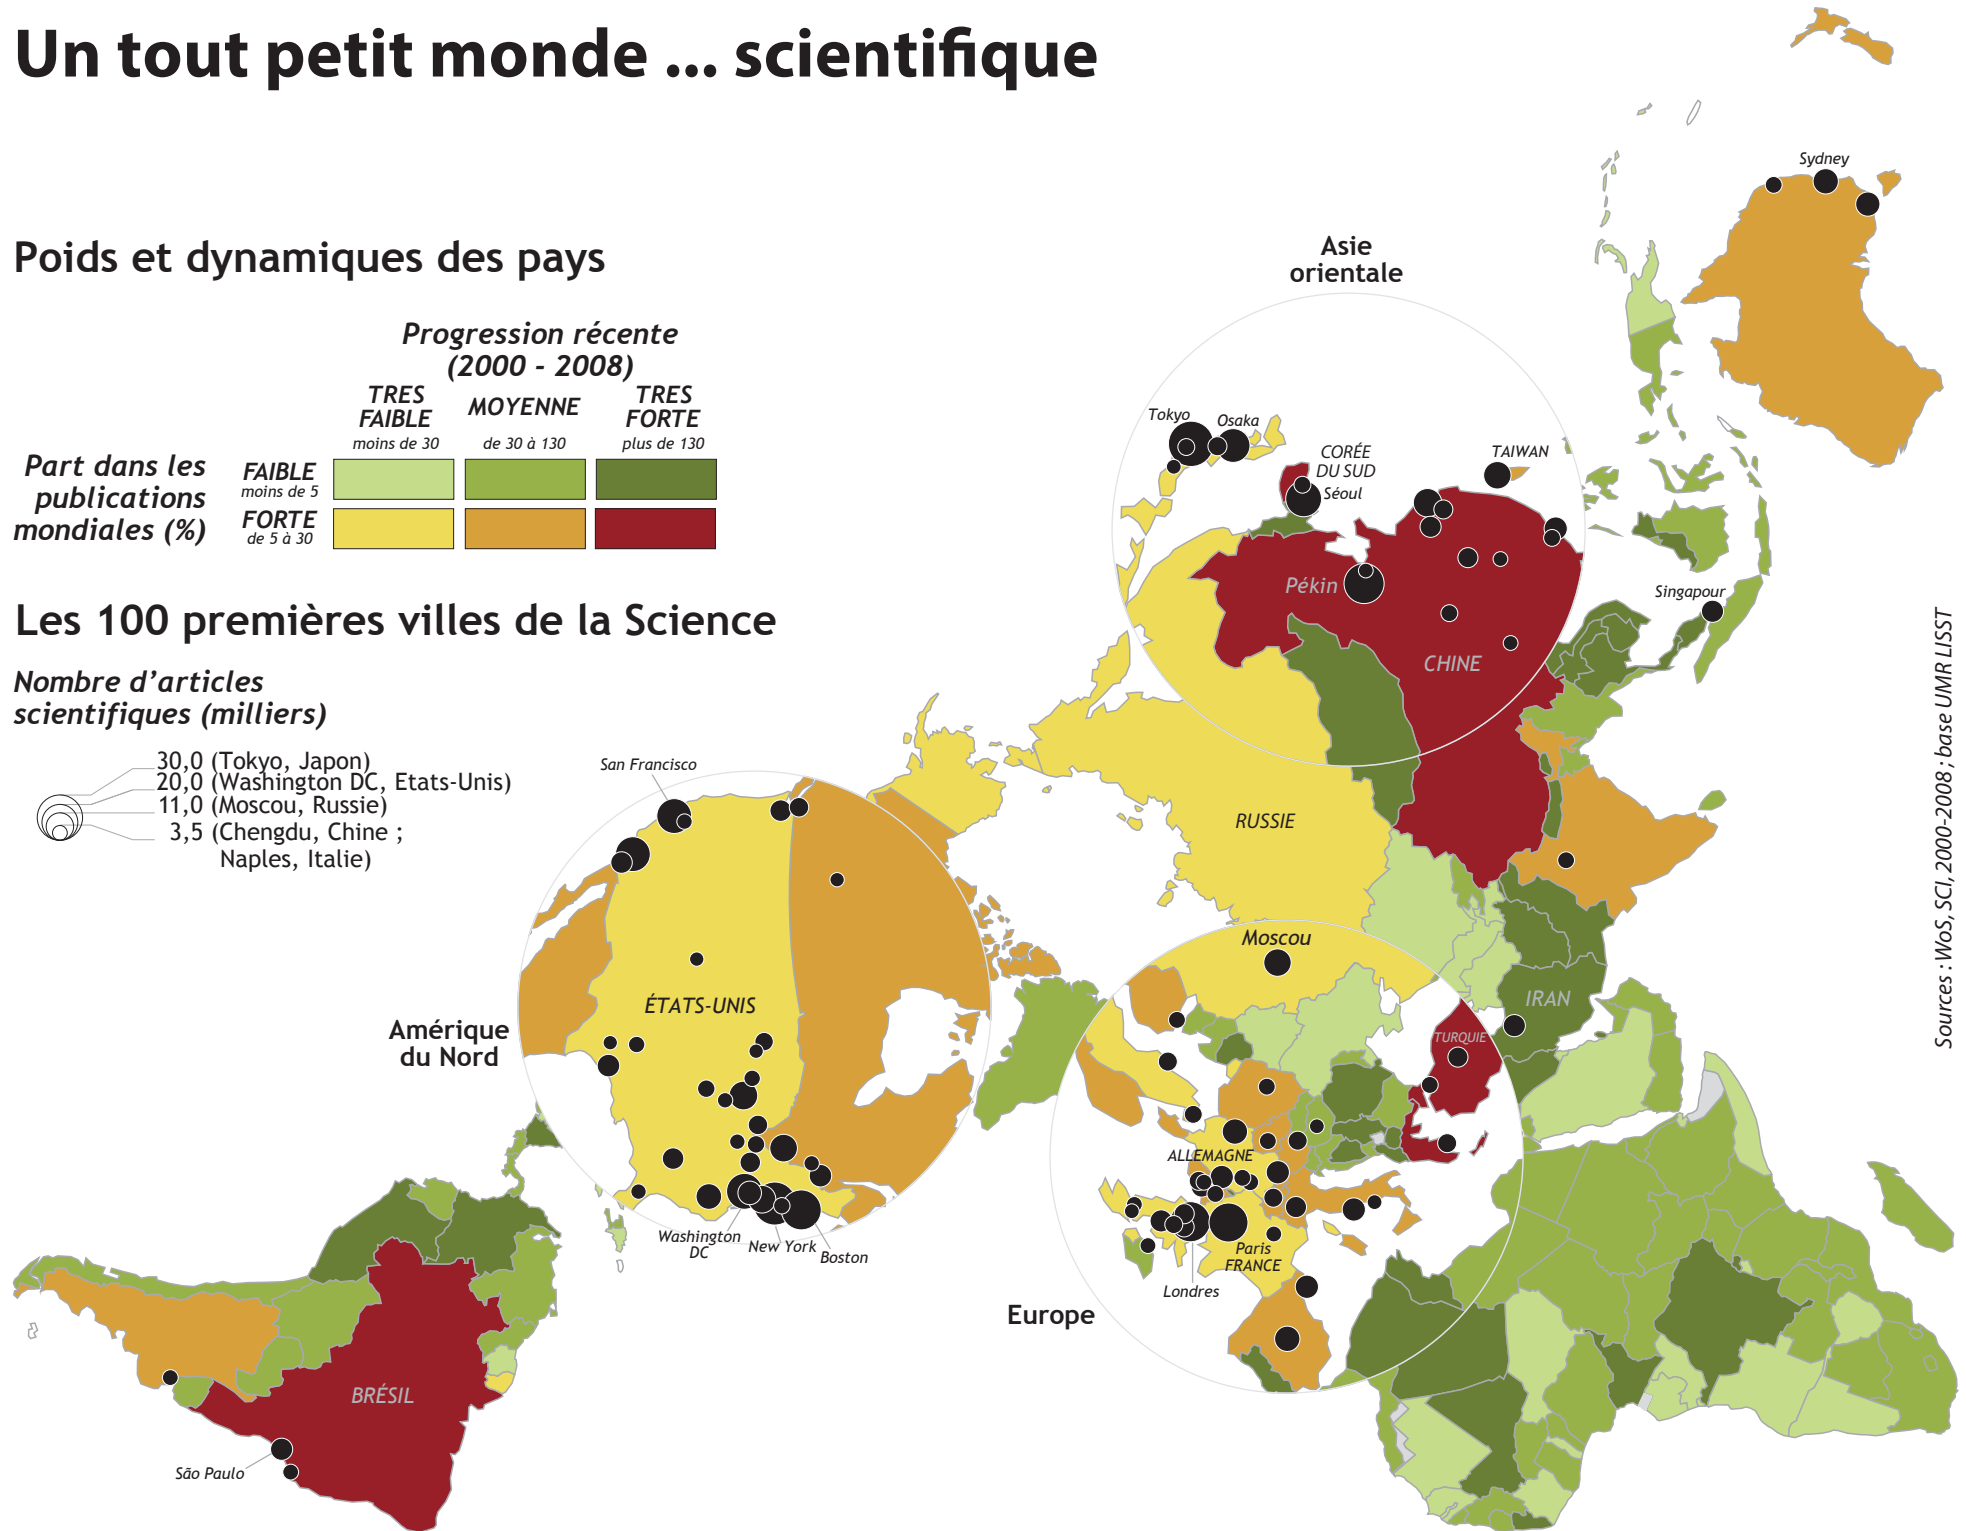 Un tout petit monde ... scientifique
Poids et dynamiques des pays
Progression récente
(2000 - 2008)
TRES
FAIBLE
moins de 30
MOYENNE
de 30 à 130
TRES
FORTE
plus de 130
Part dans les
publications
mondiales (%)
FAIBLE
moins de 5
FORTE
de 5 à 30
Les 100 premières villes de la Science
Nombre d'articles
scientifiques (milliers)
30,0 (Tokyo, Japon)
20,0 (Washington DC, Etats-Unis)
11,0 (Moscou, Russie)
3,5 (Chengdu, Chine ;
Naples, Italie)
Asie
orientale
Sydney
Tokyo
Osaka
CORÉE
DU SUD
Séoul
TAIWAN
Pékin
CHINE
Singapour
San Francisco
RUSSIE
Moscou
ÉTATS-UNIS
Amérique
du Nord
IRAN
TURQUIE
ALLEMAGNE
Washington
DC
New York
Boston
Paris
FRANCE
Londres
Europe
BRÉSIL
São Paulo
Sources : WoS, SCI, 2000-2008 ; base UMR LISST